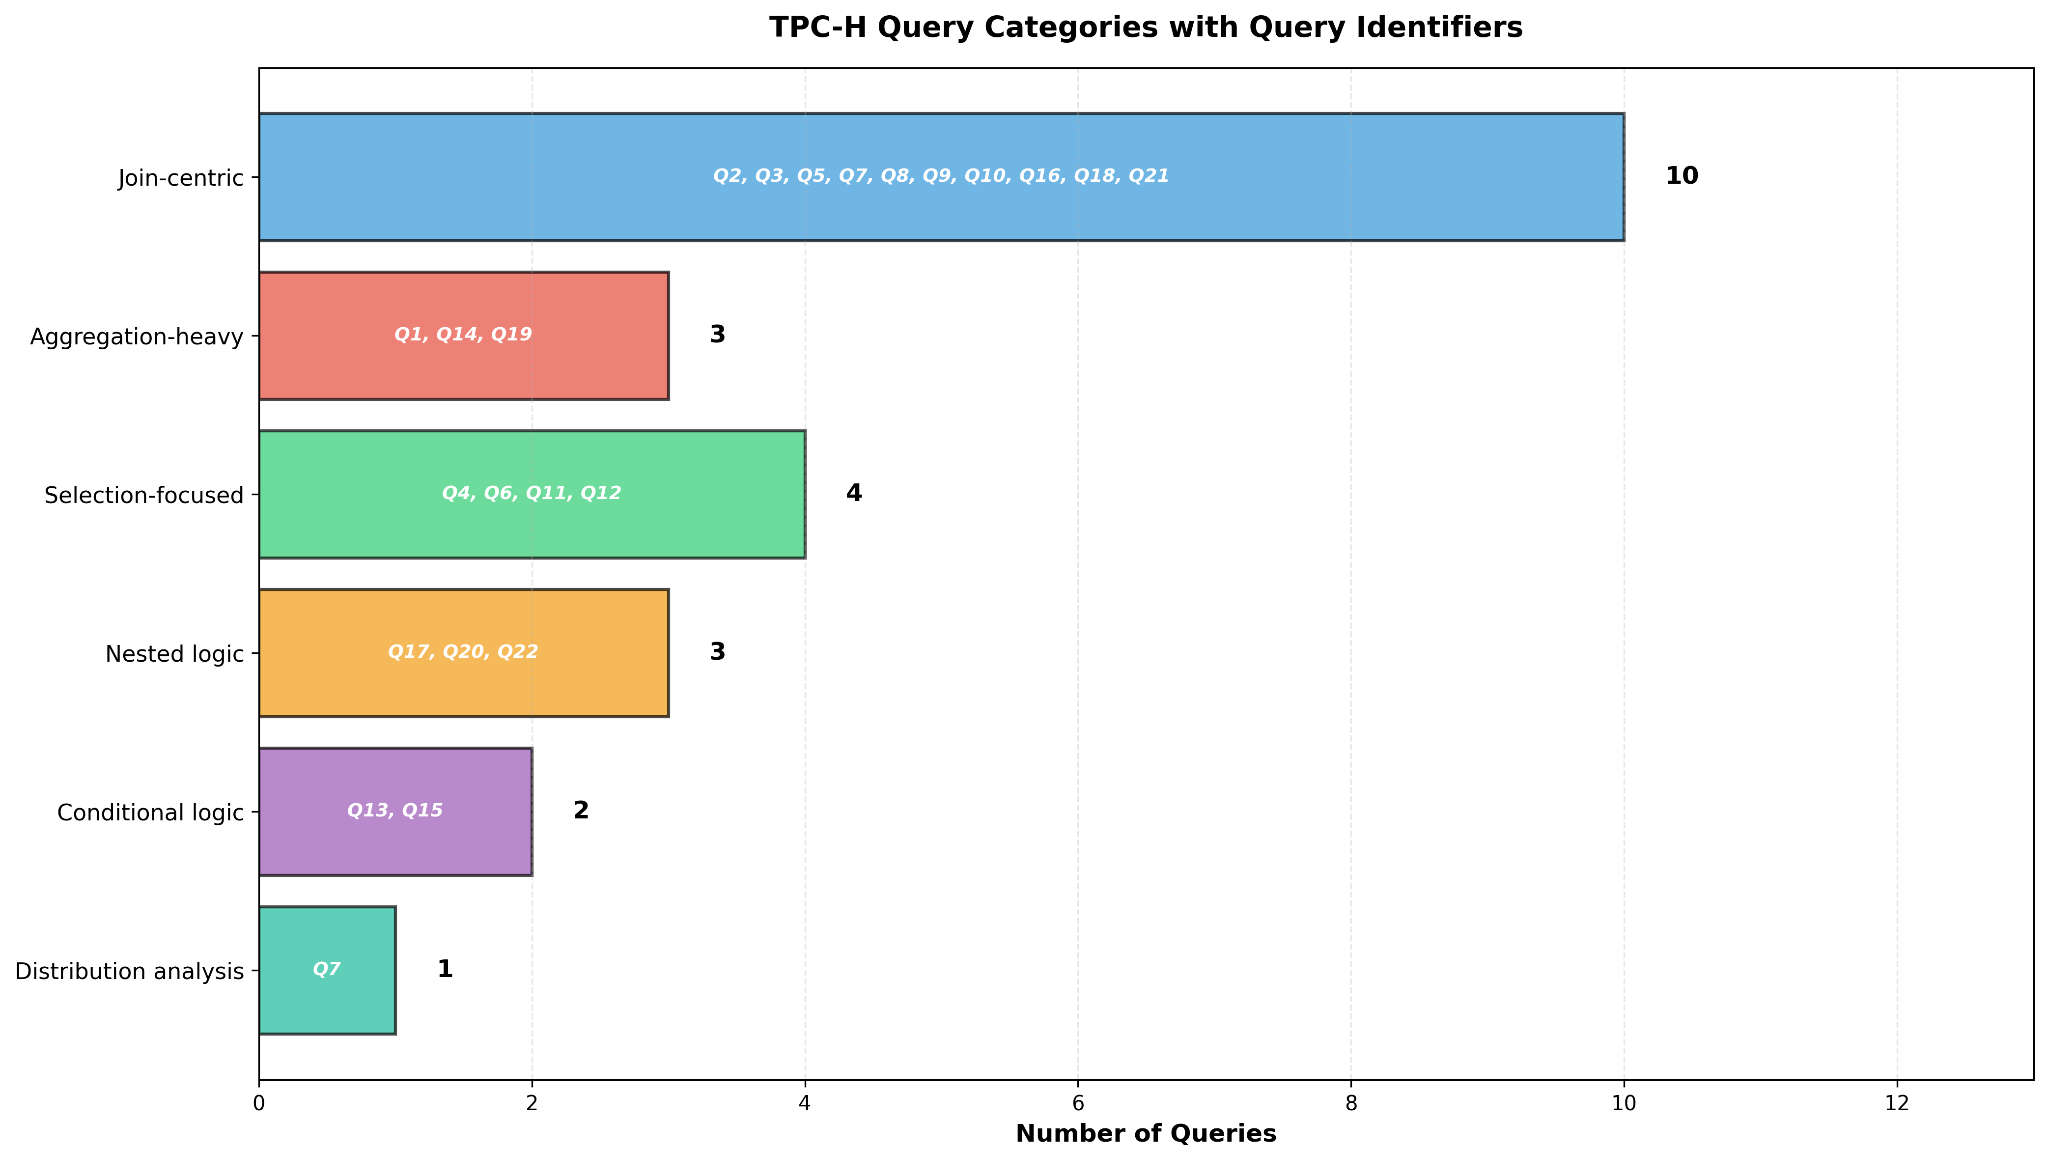 TPC-H Query Categories with Query Identifiers
Join-centric
Q2, Q3, Q5, Q7, Q8, Q9, Q10, Q16, Q18, Q21
10
Aggregation-heavy
Q1, Q14, Q19
3
Selection-focused
Q4, Q6, Q11, Q12
4
Nested logic
Q17, Q20, Q22
3
Conditional logic
Q13, Q15
2
Distribution analysis
Q7
1
0 2 4 6 8 10 12
Number of Queries